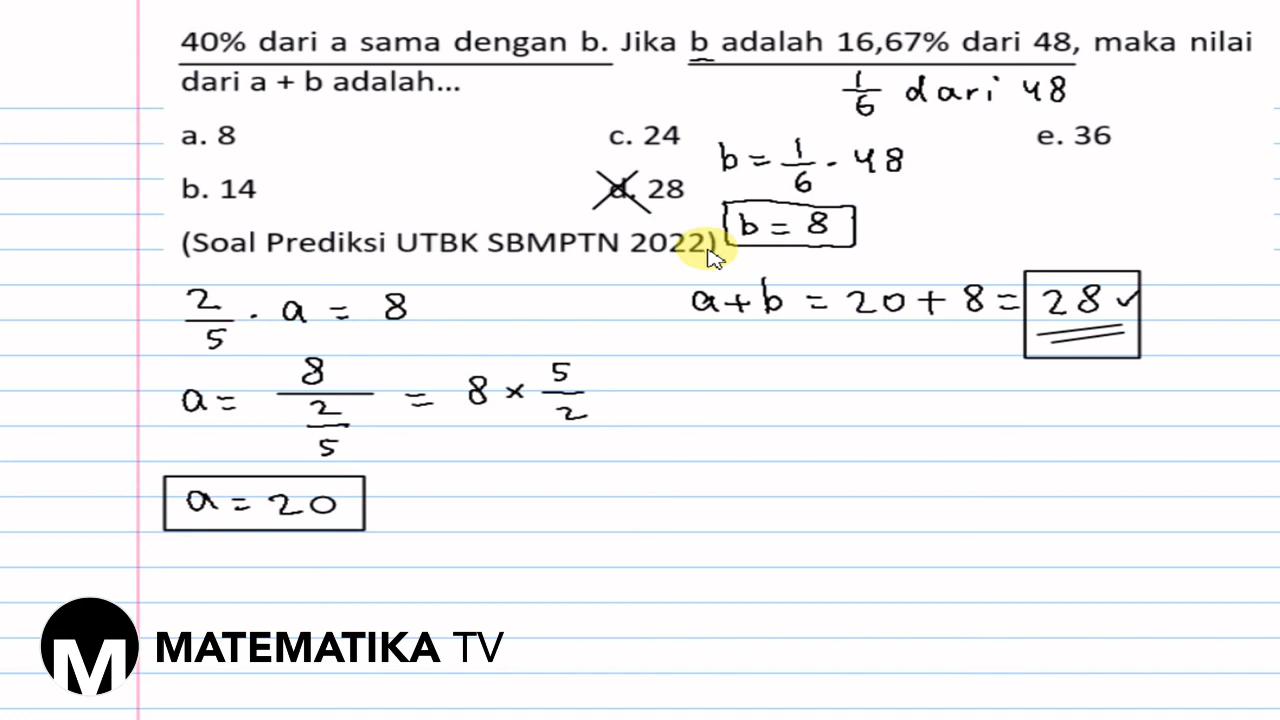 40% dari a sama dengan b. Jika b adalah 16,67% dari 48, maka nilai
dari a + b adalah...
1/6 dari 48
a. 8
c. 24
e. 36
b = 1/6 . 48
b. 14
d. 28
b = 8
(Soal Prediksi UTBK SBMPTN 2022)
2/5 . a = 8
a + b = 20 + 8 = 28 ✓
a = 8/(2/5) = 8 × 5/2
a = 20
M MATEMATIKA TV